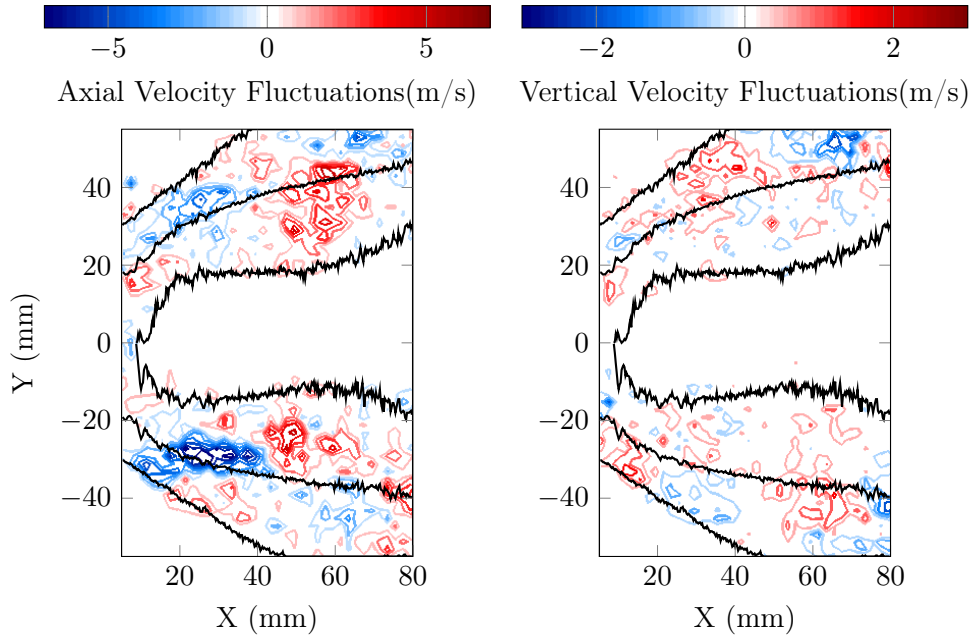 −5 0 5 −2 0 2
Axial Velocity Fluctuations(m/s) Vertical Velocity Fluctuations(m/s)
40 40
20 20
0 0
−20 −20
−40 −40
Y (mm)
20 40 60 80 20 40 60 80
X (mm) X (mm)